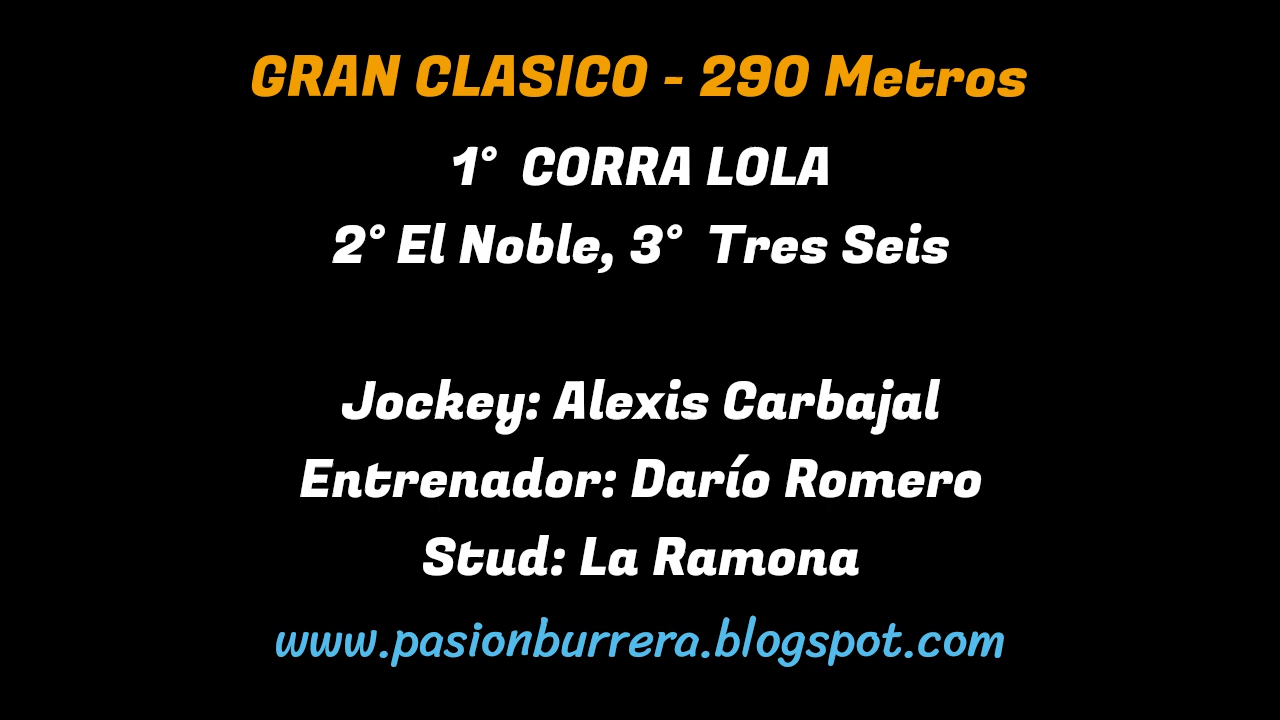 GRAN CLASICO - 290 Metros
1° CORRA LOLA
2° El Noble, 3° Tres Seis
Jockey: Alexis Carbajal
Entrenador: Darío Romero
Stud: La Ramona
www.pasionburrera.blogspot.com